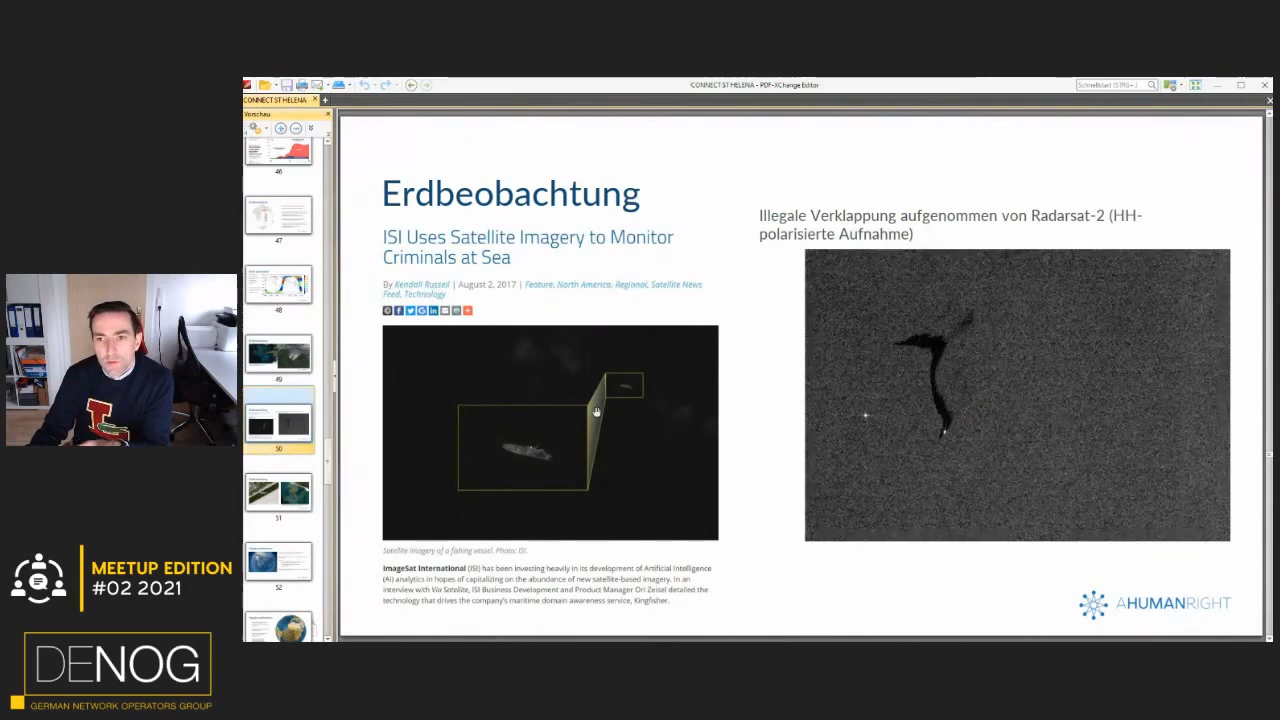 CONNECT ST HELENA - PDF-XChange Editor
Schnellstart (STRG+.)
CONNECT ST HELENA
Vorschau
46
47
48
49
50
51
52
Erdbeobachtung
ISI Uses Satellite Imagery to Monitor
Criminals at Sea
By Kendall Russell | August 2, 2017 | Feature, North America, Regional, Satellite News
Feed, Technology
Satellite imagery of a fishing vessel. Photo: ISI.
ImageSat International (ISI) has been investing heavily in its development of Artificial Intelligence
(AI) analytics in hopes of capitalizing on the abundance of new satellite-based imagery. In an
interview with Via Satellite, ISI Business Development and Product Manager Ori Zeisel detailed the
technology that drives the company's maritime domain awareness service, Kingfisher.
Illegale Verklappung aufgenommen von Radarsat-2 (HH-
polarisierte Aufnahme)
AHUMANRIGHT
MEETUP EDITION
#02 2021
DENOG
GERMAN NETWORK OPERATORS GROUP